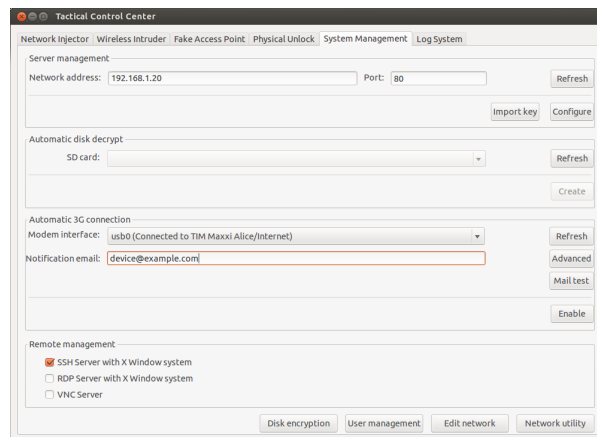 Tactical Control Center
Network Injector Wireless Intruder Fake Access Point Physical Unlock System Management Log System
Server management
Network address: 192.168.1.20 Port: 80 Refresh
Import key Configure
Automatic disk decrypt
SD card: Refresh
Create
Automatic 3G connection
Modem interface: usb0 (Connected to TIM Maxxi Alice/Internet) Refresh
Notification email: device@example.com Advanced
Mail test
Enable
Remote management
SSH Server with X Window system
RDP Server with X Window system
VNC Server
Disk encryption User management Edit network Network utility